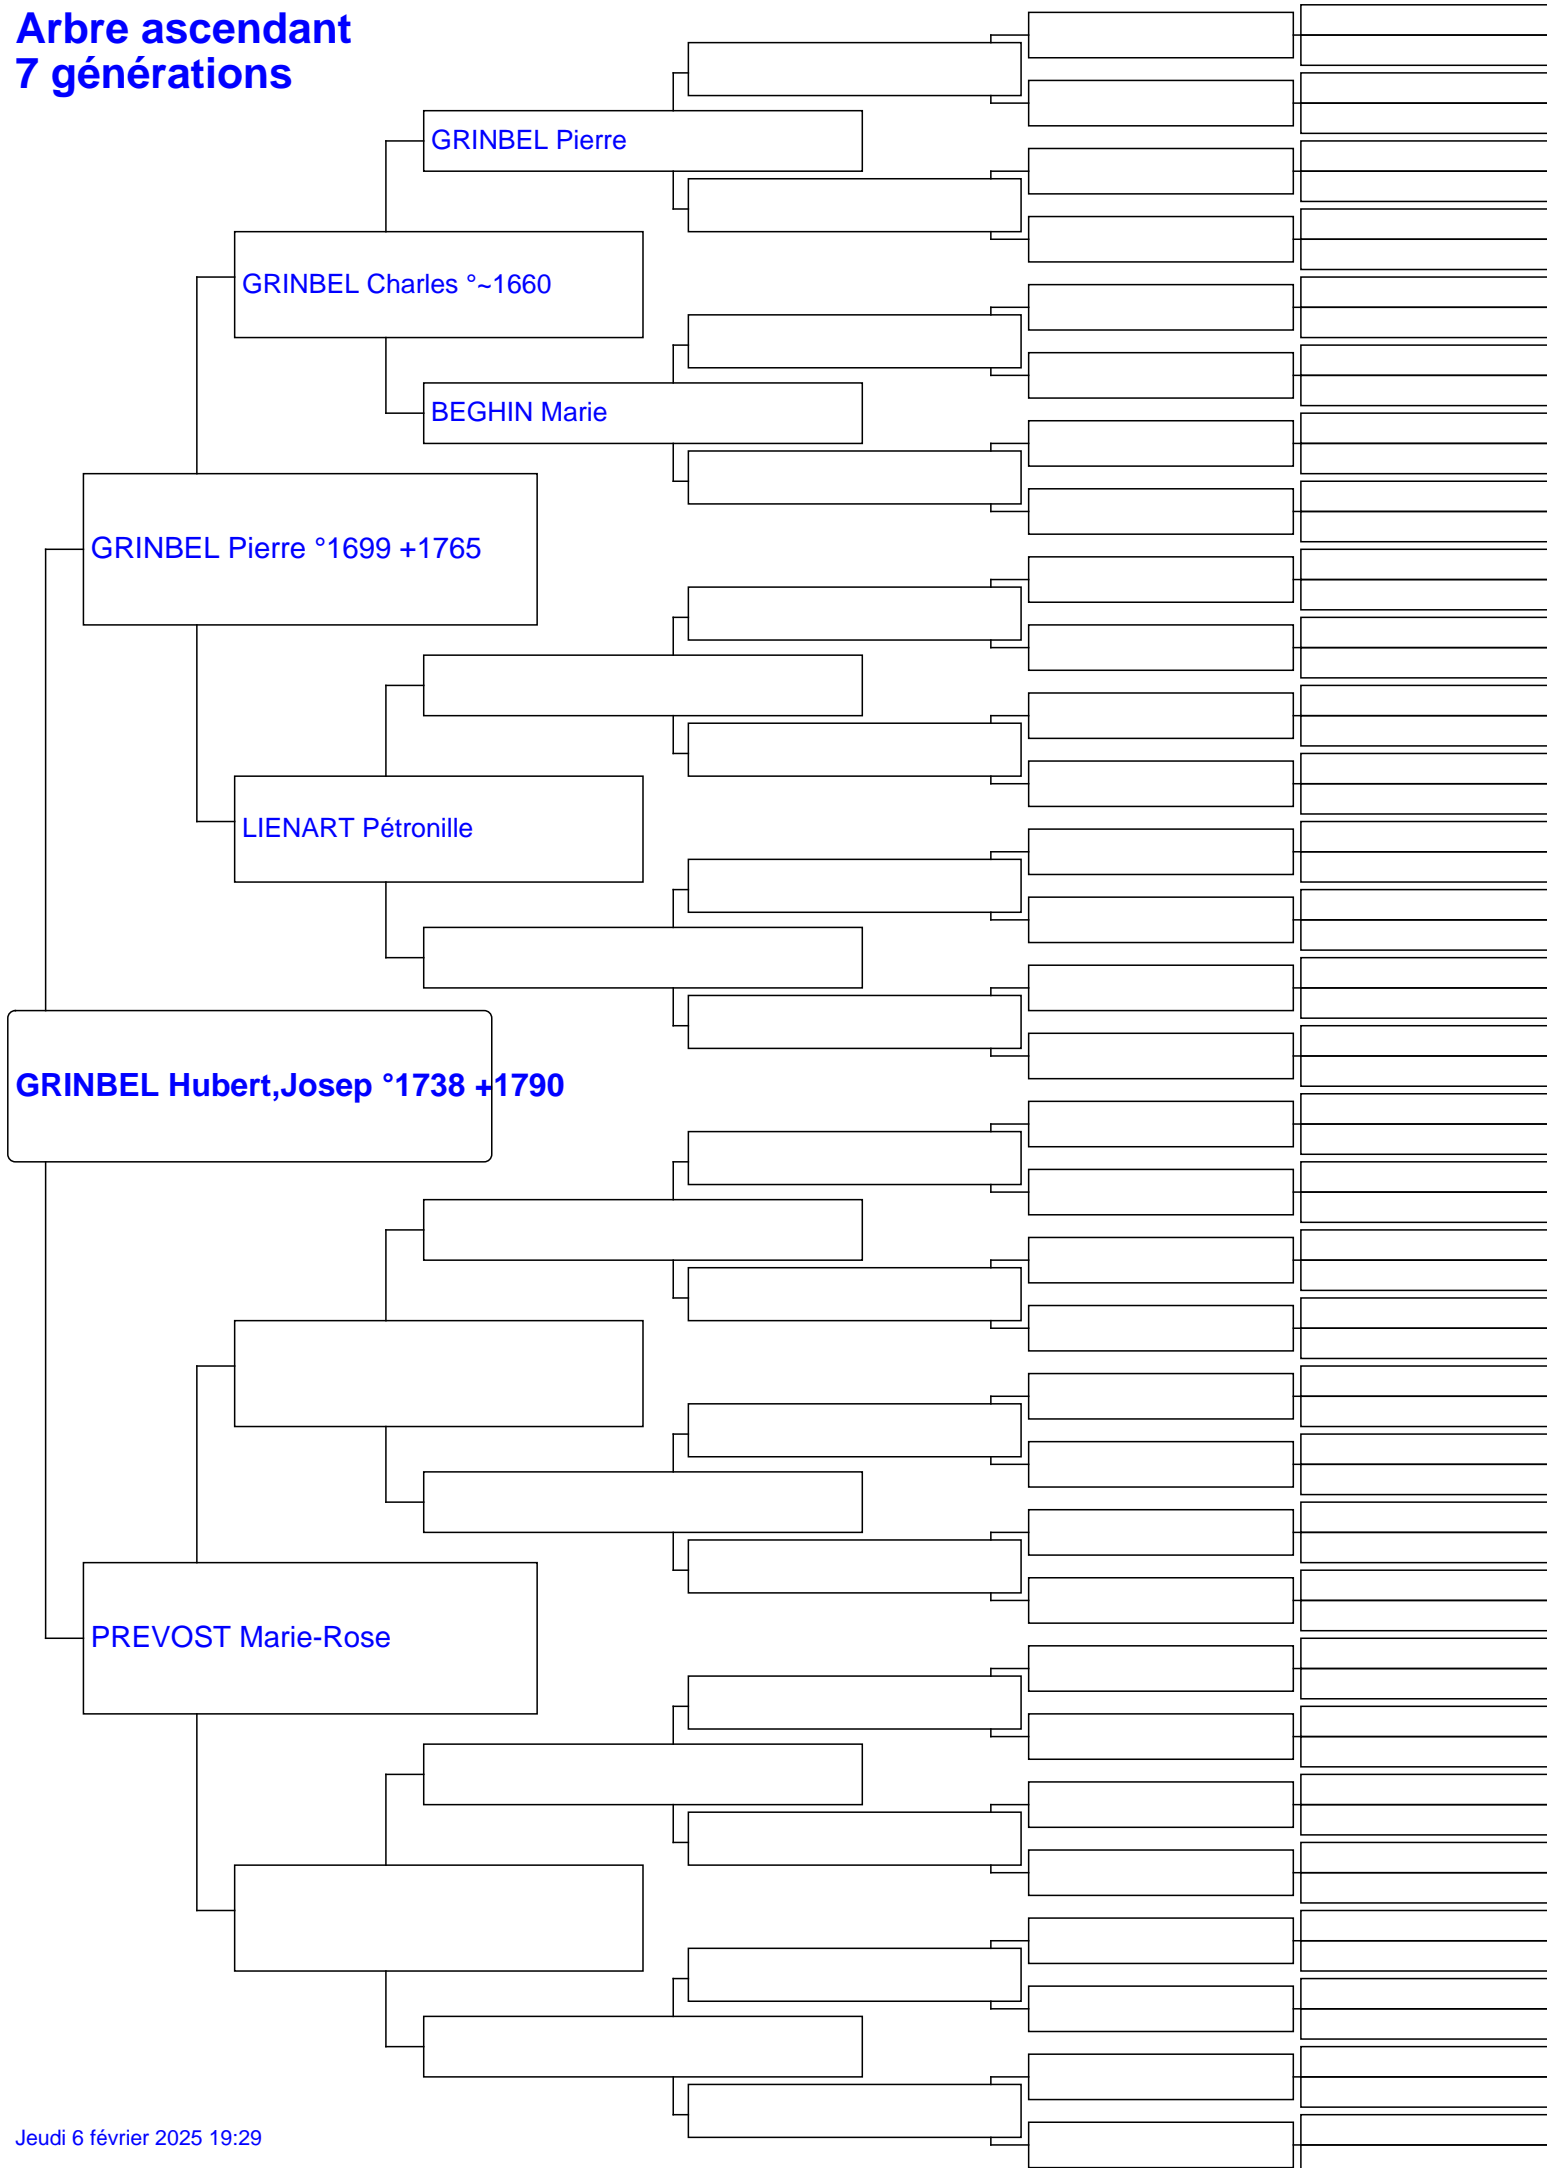 Arbre ascendant
7 générations
GRINBEL Pierre
GRINBEL Charles °~1660
BEGHIN Marie
GRINBEL Pierre °1699 +1765
LIENART Pétronille
GRINBEL Hubert,Josep °1738 +1790
PREVOST Marie-Rose
Jeudi 6 février 2025 19:29